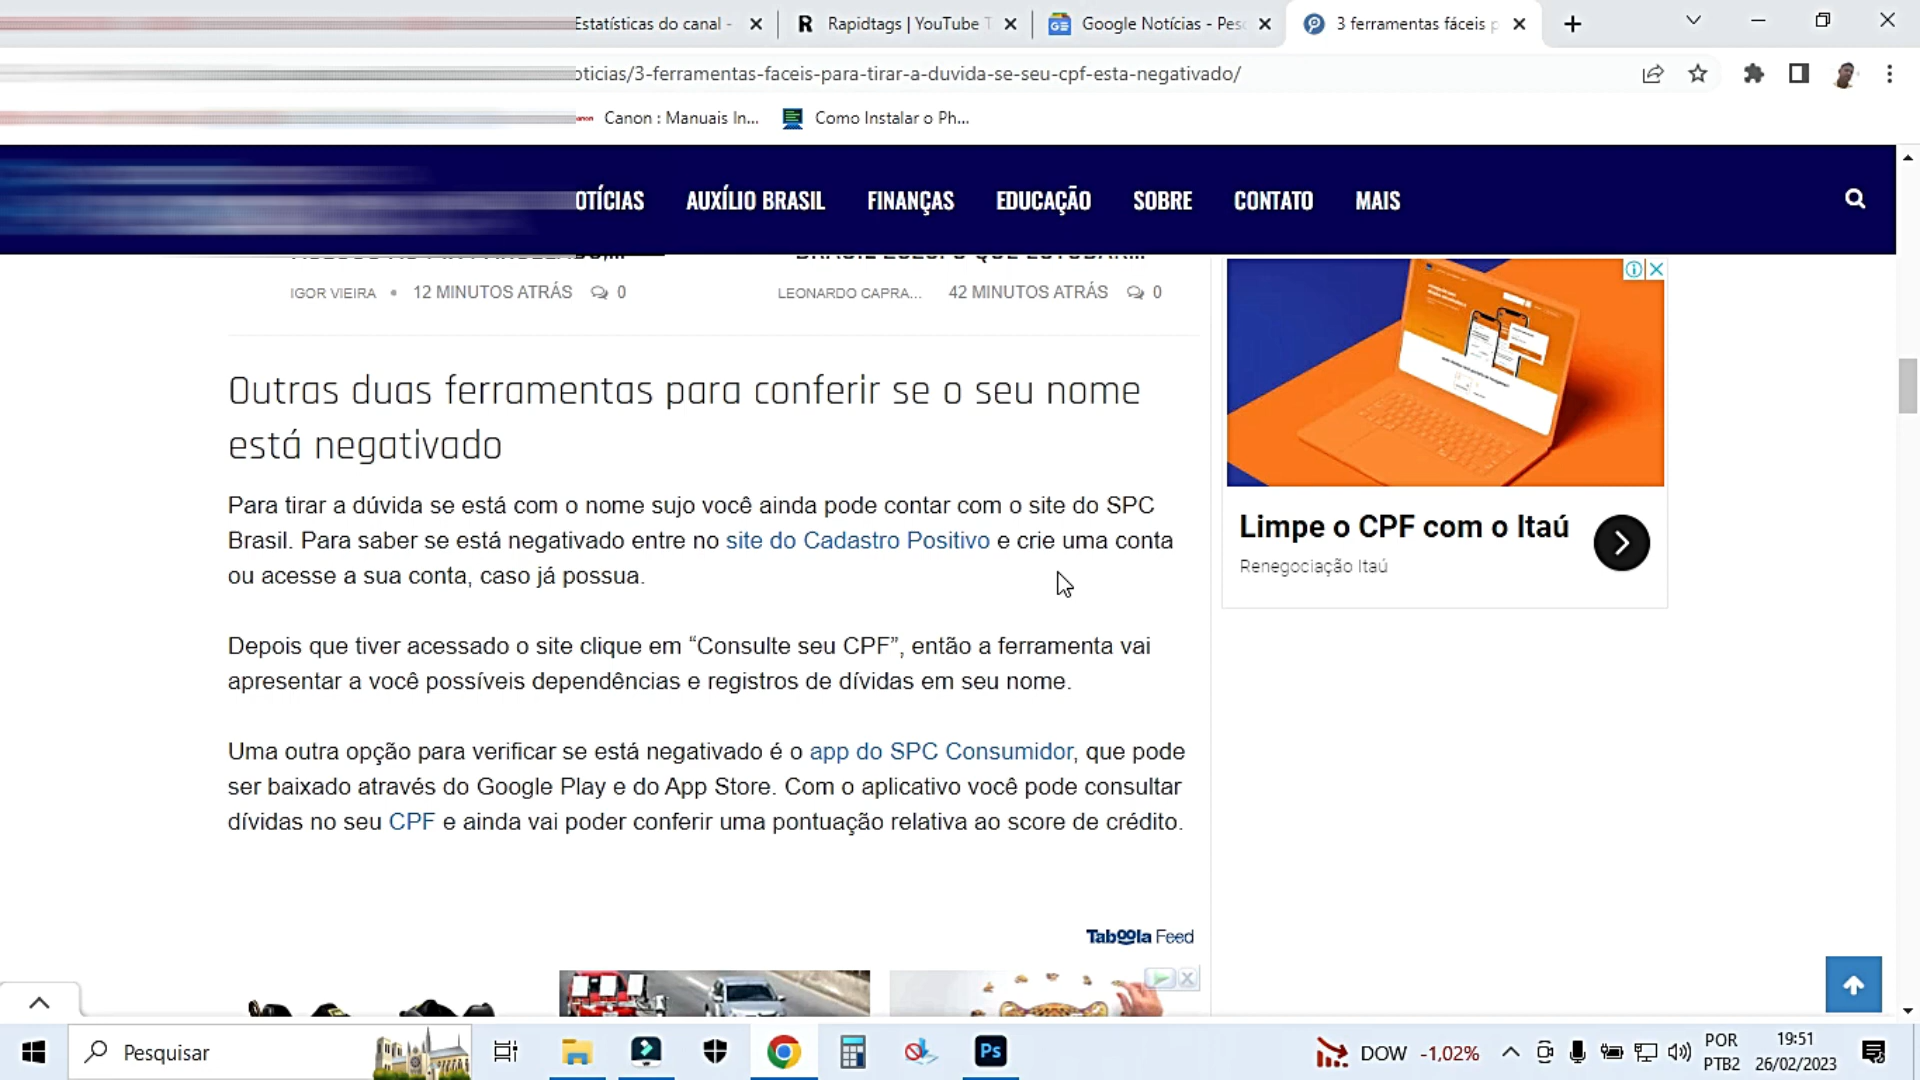 Estatísticas do canal -
Rapidtags | YouTube T
Google Notícias - Pesq
3 ferramentas fáceis p
oticias/3-ferramentas-faceis-para-tirar-a-duvida-se-seu-cpf-esta-negativado/
Canon : Manuais In...
Como Instalar o Ph...
OTÍCIAS
AUXÍLIO BRASIL
FINANÇAS
EDUCAÇÃO
SOBRE
CONTATO
MAIS
IGOR VIEIRA • 12 MINUTOS ATRÁS 0
LEONARDO CAPRA... 42 MINUTOS ATRÁS 0
Outras duas ferramentas para conferir se o seu nome
está negativado
Para tirar a dúvida se está com o nome sujo você ainda pode contar com o site do SPC
Brasil. Para saber se está negativado entre no site do Cadastro Positivo e crie uma conta
ou acesse a sua conta, caso já possua.
Depois que tiver acessado o site clique em “Consulte seu CPF”, então a ferramenta vai
apresentar a você possíveis dependências e registros de dívidas em seu nome.
Uma outra opção para verificar se está negativado é o app do SPC Consumidor, que pode
ser baixado através do Google Play e do App Store. Com o aplicativo você pode consultar
dívidas no seu CPF e ainda vai poder conferir uma pontuação relativa ao score de crédito.
Limpe o CPF com o Itaú
Renegociação Itaú
Taboola Feed
Pesquisar
Ps
DOW -1,02%
POR
PTB2
19:51
26/02/2023